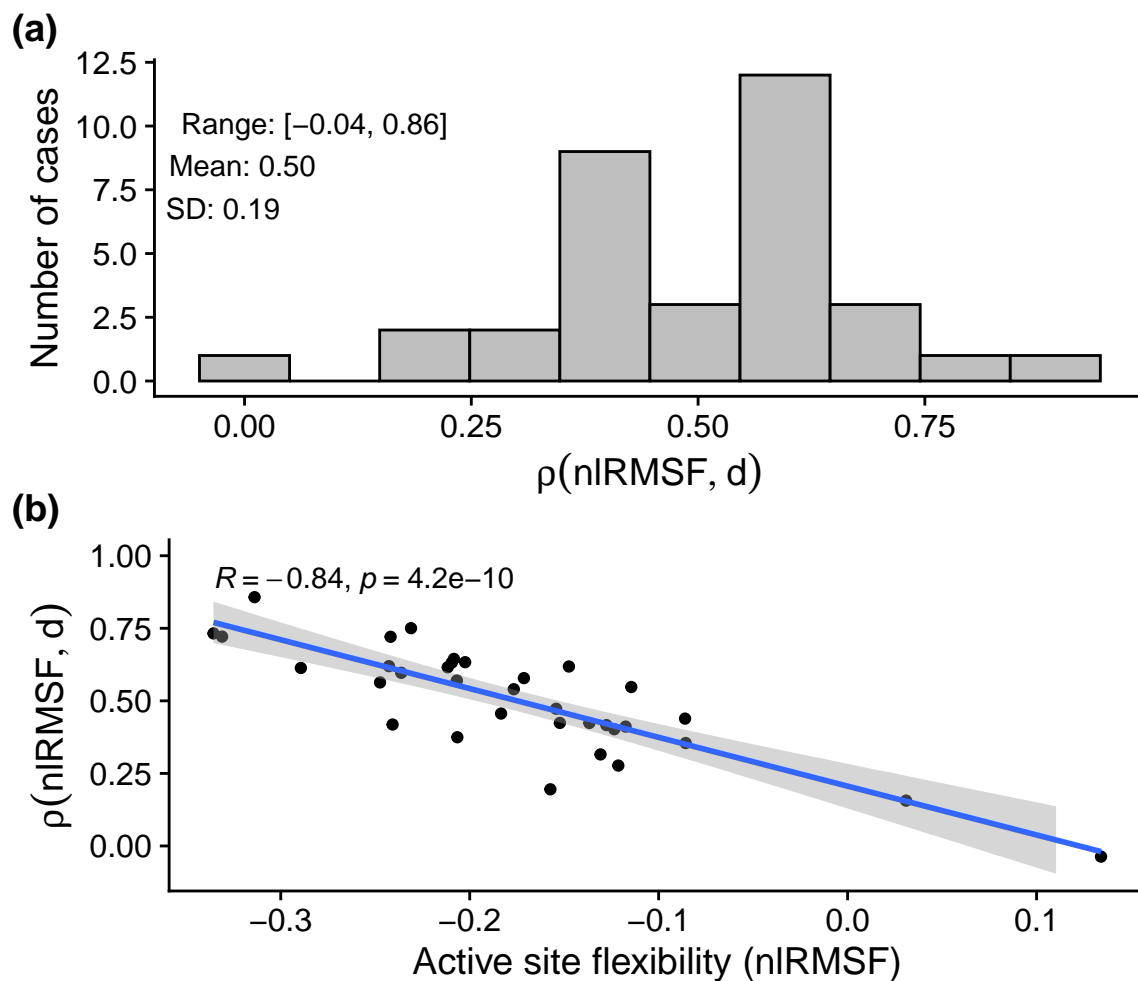 (a)
12.5
10.0
7.5
5.0
2.5
0.0
Number of cases
Range: [−0.04, 0.86]
Mean: 0.50
SD: 0.19
0.00 0.25 0.50 0.75
ρ(nlRMSF, d)
(b)
1.00
0.75
0.50
0.25
0.00
ρ(nlRMSF, d)
R = −0.84, p = 4.2e−10
−0.3 −0.2 −0.1 0.0 0.1
Active site flexibility (nlRMSF)